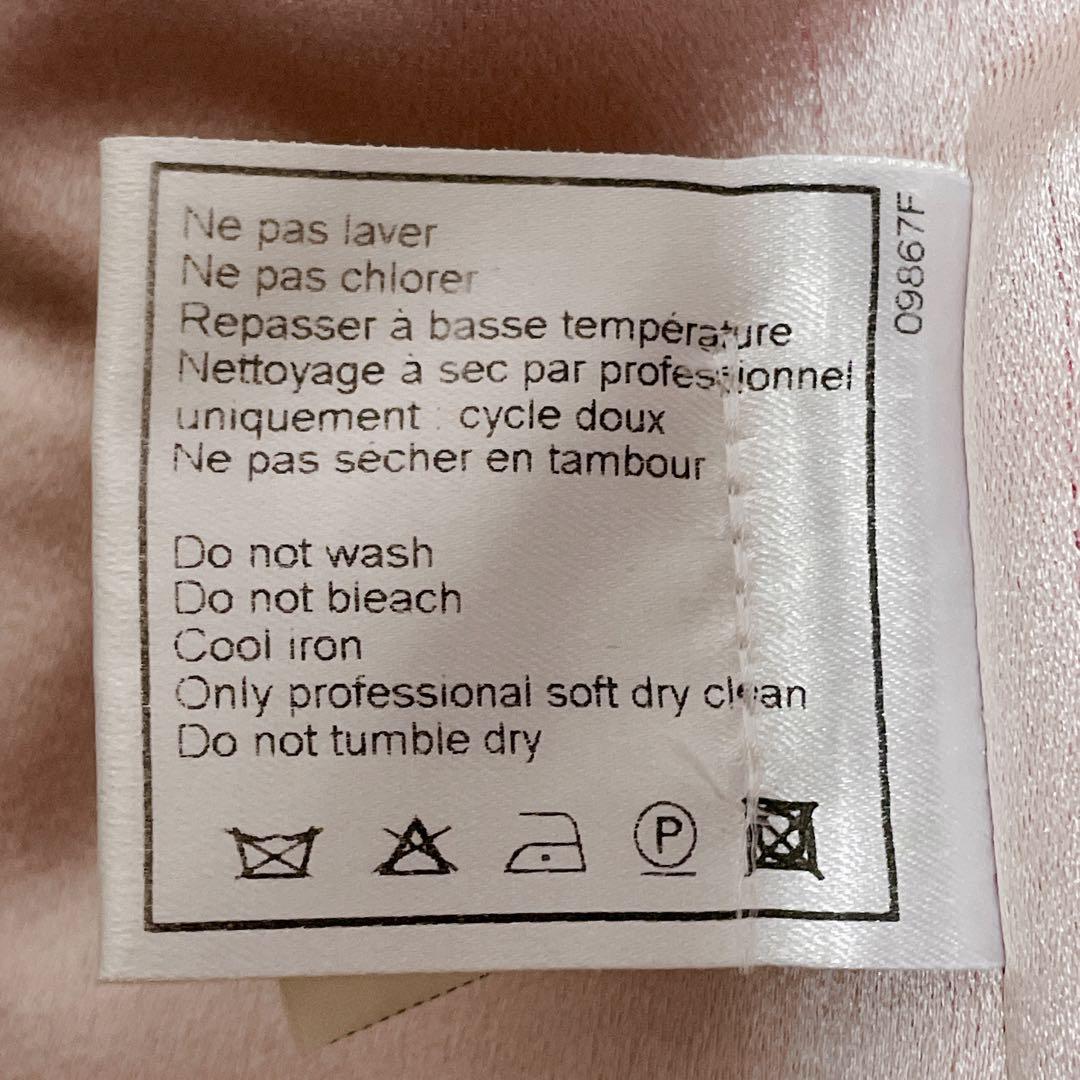 Ne pas laver
Ne pas chlorer
Repasser à basse température
Nettoyage à sec par professionnel
uniquement : cycle doux
Ne pas sécher en tambour
Do not wash
Do not bleach
Cool iron
Only professional soft dry clean
Do not tumble dry
P
09867F